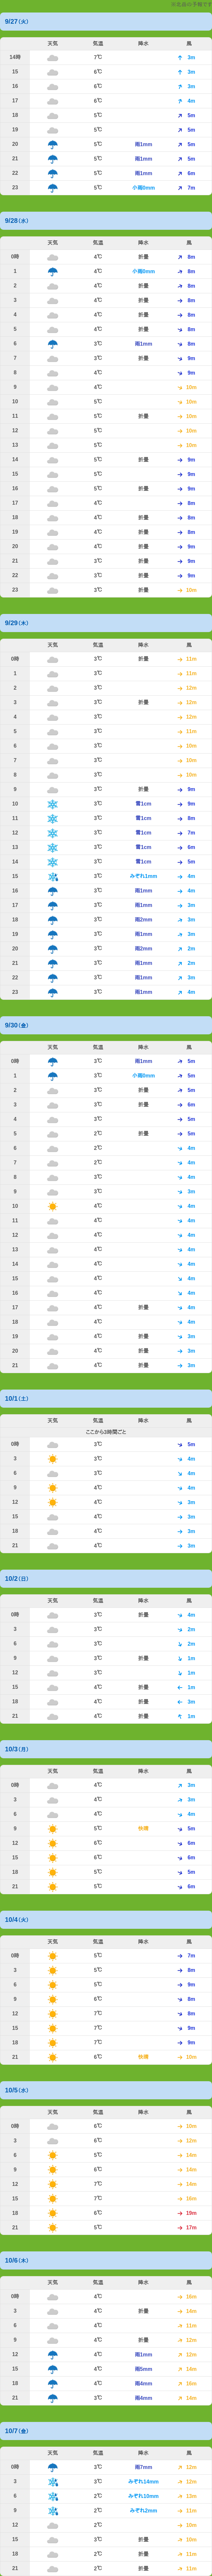 9/27(火)
天気 気温 降水 風
14時 7℃ 3m
15 6℃ 3m
16 6℃ 3m
17 6℃ 4m
18 5℃ 5m
19 5℃ 5m
20 5℃ 雨1mm 5m
21 5℃ 雨1mm 5m
22 5℃ 雨1mm 6m
23 5℃ 小雨0mm 7m
9/28(水)
天気 気温 降水 風
0時 4℃ 折畳 8m
1 4℃ 小雨0mm 8m
2 4℃ 折畳 8m
3 4℃ 折畳 8m
4 4℃ 折畳 8m
5 4℃ 折畳 8m
6 3℃ 雨1mm 8m
7 3℃ 折畳 9m
8 4℃ 9m
9 4℃ 10m
10 5℃ 10m
11 5℃ 折畳 10m
12 5℃ 10m
13 5℃ 10m
14 5℃ 折畳 9m
15 5℃ 9m
16 5℃ 折畳 9m
17 4℃ 8m
18 4℃ 折畳 8m
19 4℃ 折畳 8m
20 4℃ 折畳 9m
21 3℃ 折畳 9m
22 3℃ 折畳 9m
23 3℃ 折畳 10m
9/29(木)
天気 気温 降水 風
0時 3℃ 折畳 11m
1 3℃ 11m
2 3℃ 12m
3 3℃ 折畳 12m
4 3℃ 12m
5 3℃ 11m
6 3℃ 10m
7 3℃ 10m
8 3℃ 10m
9 3℃ 折畳 9m
10 3℃ 雪1cm 9m
11 3℃ 雪1cm 8m
12 3℃ 雪1cm 7m
13 3℃ 雪1cm 6m
14 3℃ 雪1cm 5m
15 3℃ みぞれ1mm 4m
16 3℃ 雨1mm 4m
17 3℃ 雨1mm 3m
18 3℃ 雨2mm 3m
19 3℃ 雨1mm 3m
20 3℃ 雨2mm 2m
21 3℃ 雨1mm 2m
22 3℃ 雨1mm 3m
23 3℃ 雨1mm 4m
9/30(金)
天気 気温 降水 風
0時 3℃ 雨1mm 5m
1 3℃ 小雨0mm 5m
2 3℃ 折畳 5m
3 3℃ 折畳 6m
4 3℃ 5m
5 2℃ 折畳 5m
6 2℃ 4m
7 2℃ 4m
8 3℃ 4m
9 3℃ 3m
10 4℃ 4m
11 4℃ 4m
12 4℃ 4m
13 4℃ 4m
14 4℃ 4m
15 4℃ 4m
16 4℃ 4m
17 4℃ 折畳 4m
18 4℃ 4m
19 4℃ 折畳 3m
20 4℃ 折畳 3m
21 4℃ 折畳 3m
10/1(土)
天気 気温 降水 風
ここから3時間ごと
0時 3℃ 5m
3 3℃ 4m
6 3℃ 4m
9 4℃ 4m
12 4℃ 3m
15 4℃ 3m
18 4℃ 3m
21 4℃ 3m
10/2(日)
天気 気温 降水 風
0時 3℃ 折畳 4m
3 3℃ 2m
6 3℃ 2m
9 3℃ 折畳 1m
12 3℃ 1m
15 4℃ 折畳 1m
18 4℃ 折畳 3m
21 4℃ 折畳 1m
10/3(月)
天気 気温 降水 風
0時 4℃ 3m
3 4℃ 3m
6 4℃ 4m
9 5℃ 5m
12 6℃ 6m
15 6℃ 6m
18 5℃ 5m
21 5℃ 6m
10/4(火)
天気 気温 降水 風
0時 5℃ 7m
3 5℃ 8m
6 5℃ 9m
9 6℃ 8m
12 7℃ 8m
15 7℃ 9m
18 7℃ 9m
21 6℃ 10m
10/5(水)
天気 気温 降水 風
0時 6℃ 10m
3 6℃ 12m
6 5℃ 14m
9 6℃ 14m
12 7℃ 14m
15 7℃ 16m
18 6℃ 19m
21 5℃ 17m
10/6(木)
天気 気温 降水 風
0時 4℃ 16m
3 4℃ 折畳 14m
6 4℃ 11m
9 4℃ 折畳 12m
12 4℃ 雨1mm 12m
15 4℃ 雨5mm 14m
18 4℃ 雨4mm 16m
21 3℃ 雨4mm 14m
10/7(金)
天気 気温 降水 風
0時 3℃ 雨7mm 12m
3 3℃ みぞれ14mm 12m
6 2℃ みぞれ10mm 13m
9 2℃ みぞれ2mm 11m
12 2℃ 10m
15 3℃ 折畳 10m
18 2℃ 折畳 11m
21 2℃ 折畳 11m